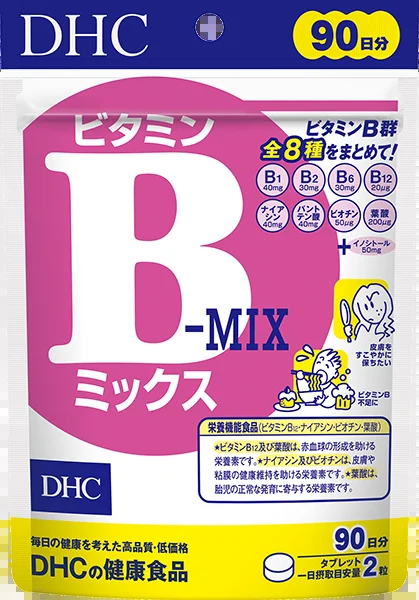 DHC
90日分
ビタミン
B
-MIX
ミックス
ビタミンB群
全8種をまとめて!
B1
40mg
B2
30mg
B6
30mg
B12
20μg
ナイア
シン
40mg
パント
テン酸
40mg
ビオチン
50μg
葉酸
200μg
+
イノシトール
50mg
皮膚を
すこやかに
保ちたい
ビタミンB
不足に
栄養機能食品(ビタミンB12・ナイアシン・ビオチン・葉酸)
*ビタミンB12及び葉酸は、赤血球の形成を助ける
栄養素です。*ナイアシン及びビオチンは、皮膚や
粘膜の健康維持を助ける栄養素です。*葉酸は、
胎児の正常な発育に寄与する栄養素です。
DHC
毎日の健康を考えた高品質・低価格
DHCの健康食品
90日分
タブレット
一日摂取目安量 2粒